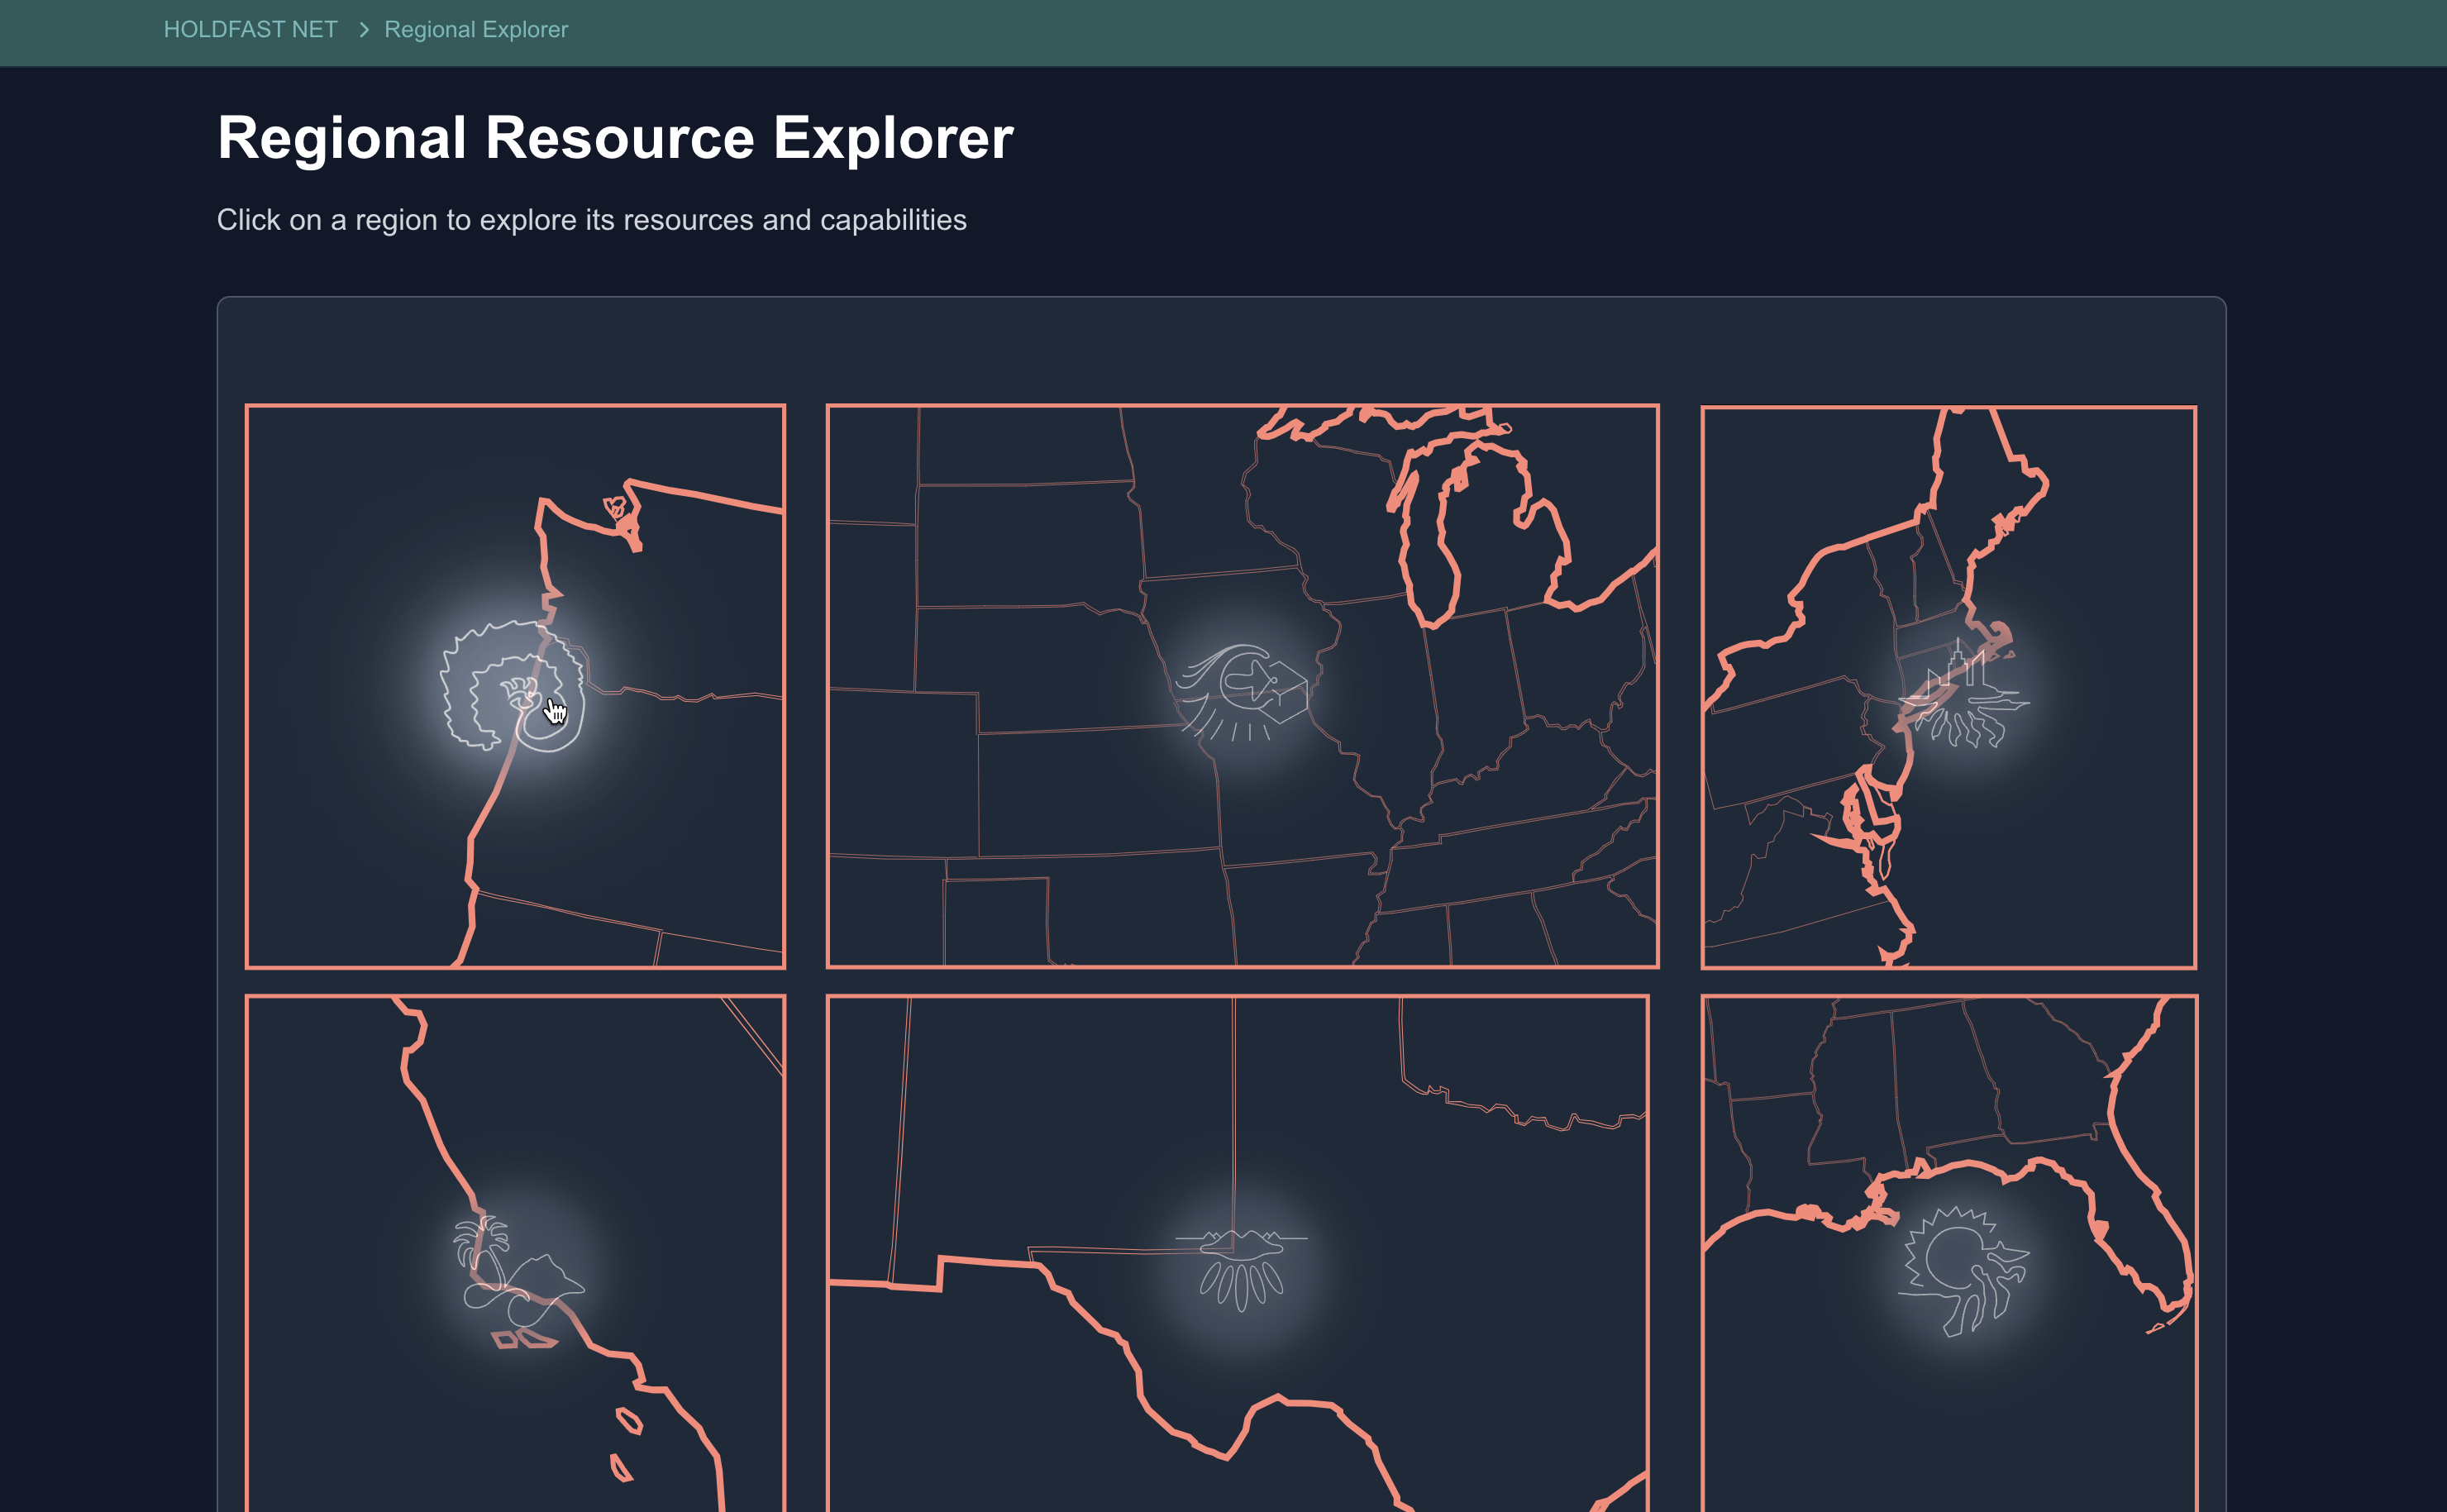 HOLDFAST NET > Regional Explorer
Regional Resource Explorer
Click on a region to explore its resources and capabilities